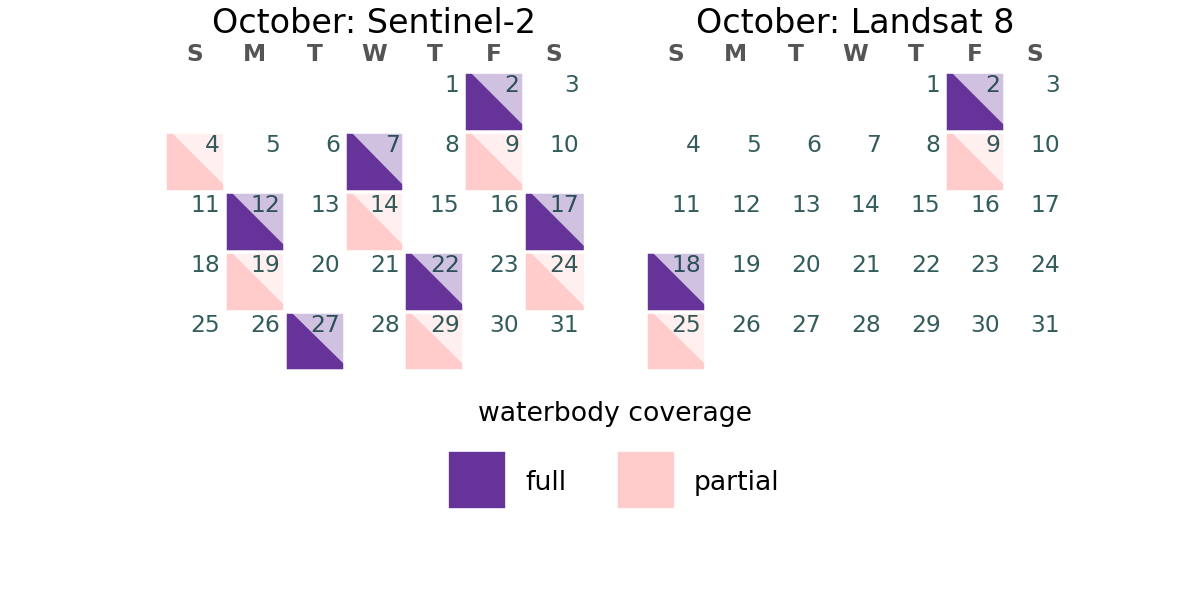 October: Sentinel-2
S M T W T F S
1 2 3
4 5 6 7 8 9 10
11 12 13 14 15 16 17
18 19 20 21 22 23 24
25 26 27 28 29 30 31
October: Landsat 8
S M T W T F S
1 2 3
4 5 6 7 8 9 10
11 12 13 14 15 16 17
18 19 20 21 22 23 24
25 26 27 28 29 30 31
waterbody coverage
full partial